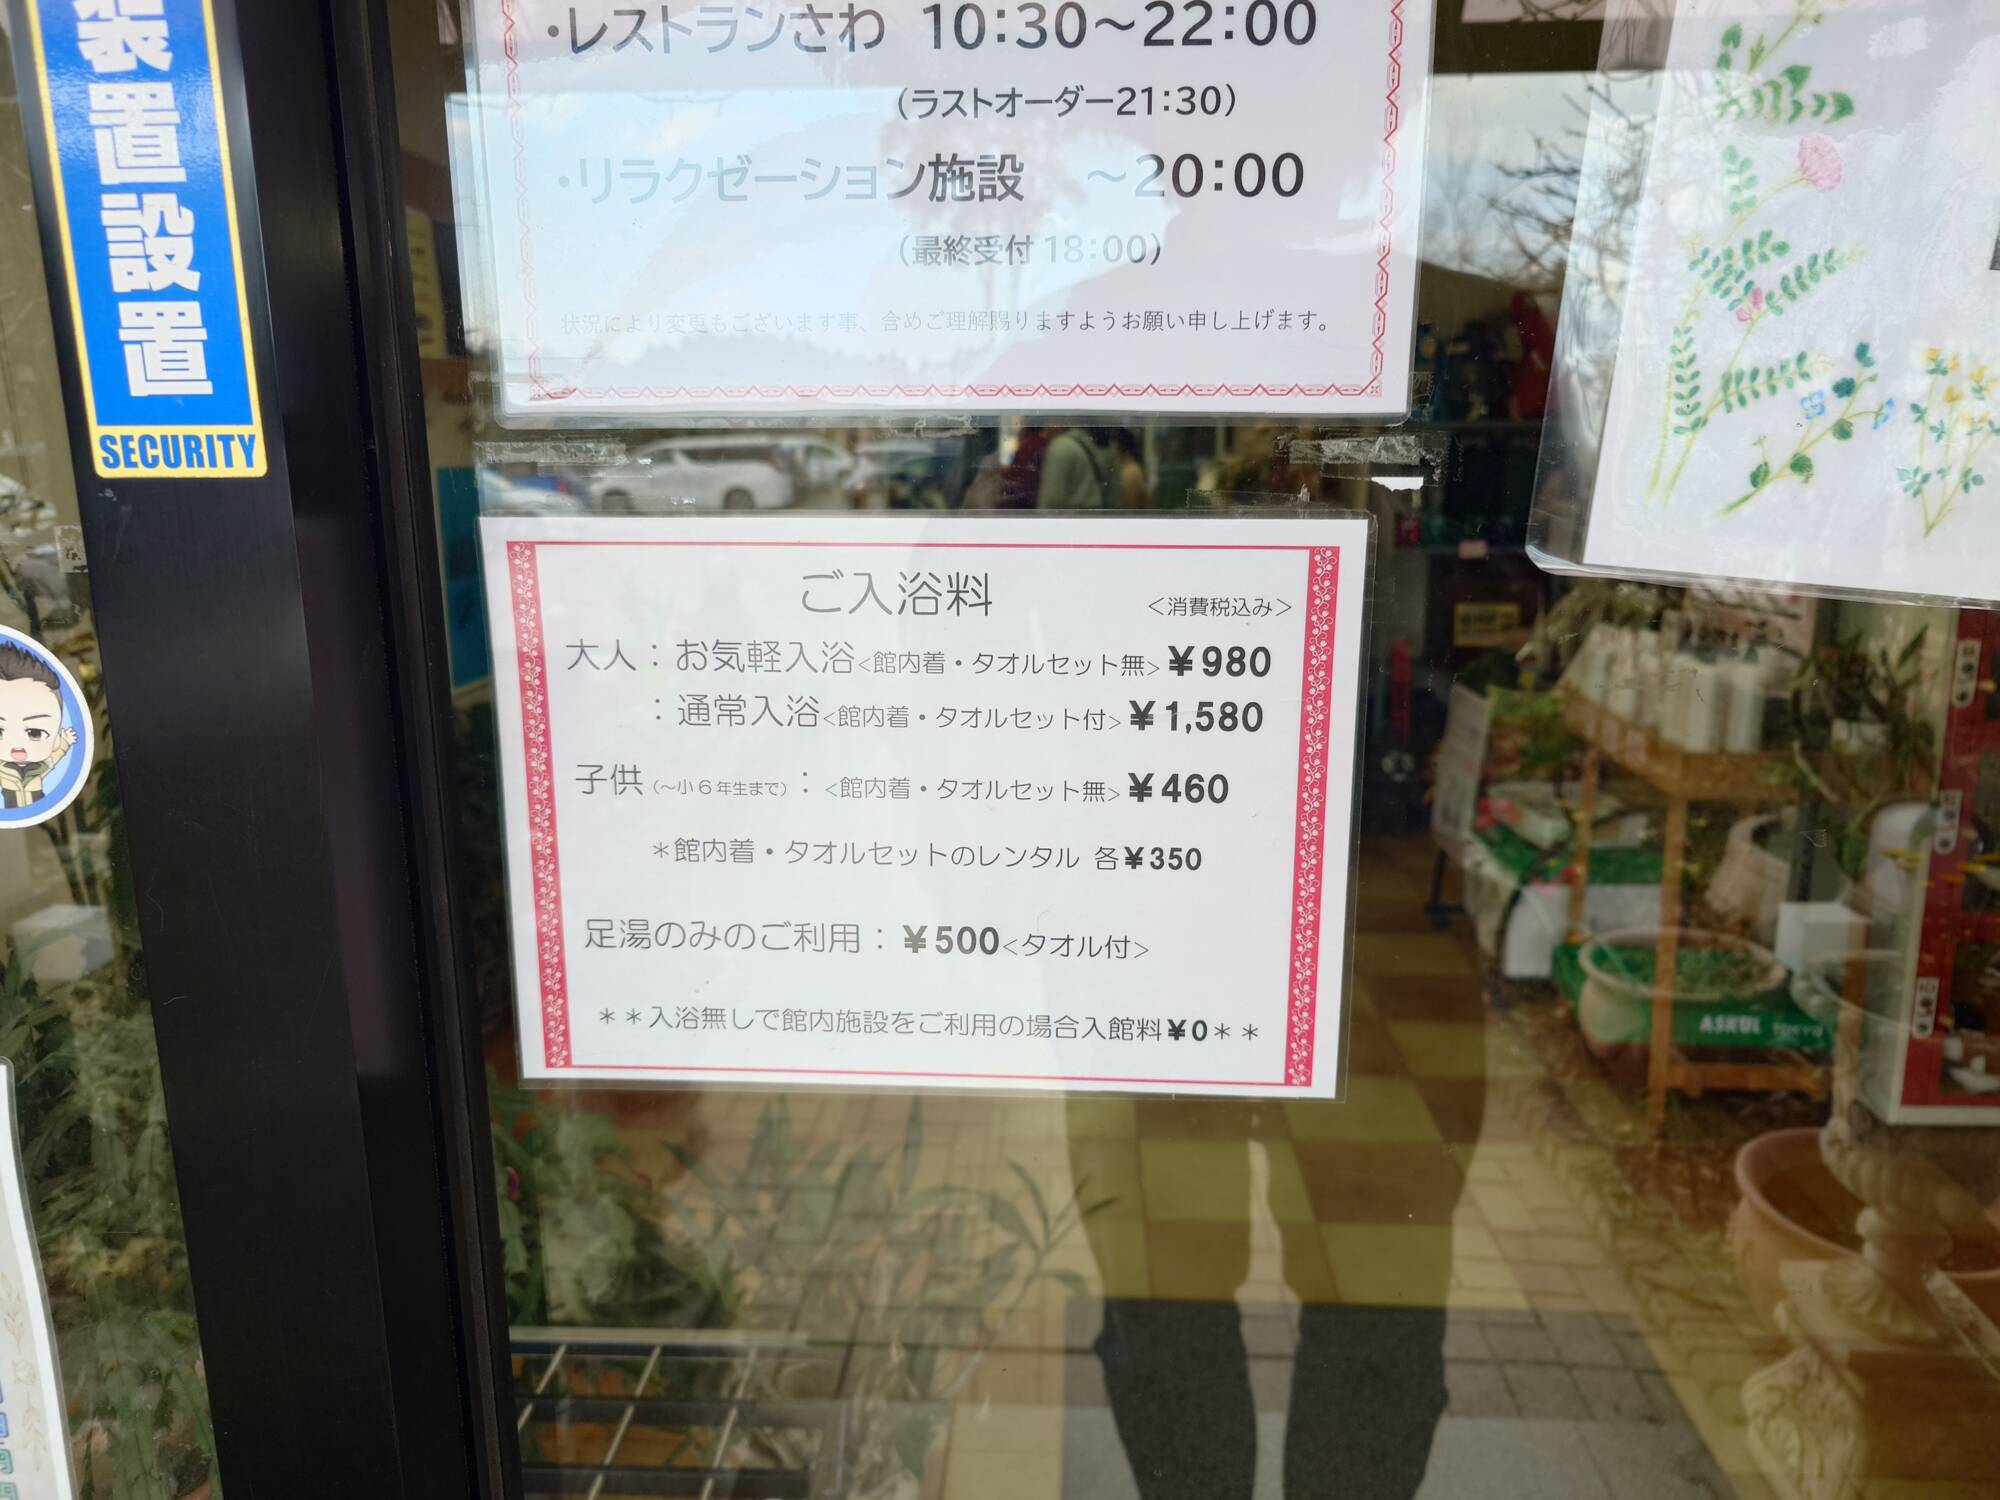 装置設置
SECURITY
・レストランさわ 10:30～22:00
(ラストオーダー21:30)
・リラクゼーション施設 ～20:00
(最終受付 18:00)
状況により変更もございます事、含めご理解賜りますようお願い申し上げます。
ご入浴料
＜消費税込み＞
大人：お気軽入浴<館内着・タオルセット無>￥980
：通常入浴<館内着・タオルセット付>￥1,580
子供(～小6年生まで)：<館内着・タオルセット無>￥460
＊館内着・タオルセットのレンタル 各￥350
足湯のみのご利用：￥500<タオル付>
＊＊入浴無しで館内施設をご利用の場合入館料￥0＊＊
ASKUL TOKYO